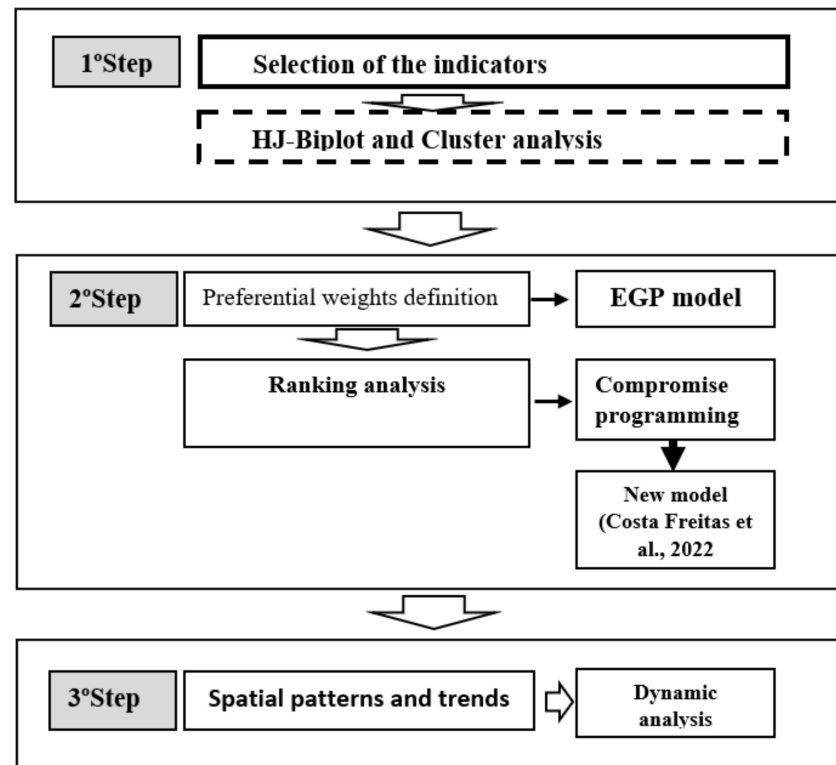 1ºStep
Selection of the indicators
HJ-Biplot and Cluster analysis
2ºStep
Preferential weights definition
EGP model
Ranking analysis
Compromise
programming
New model
(Costa Freitas et
al., 2022
3ºStep
Spatial patterns and trends
Dynamic
analysis